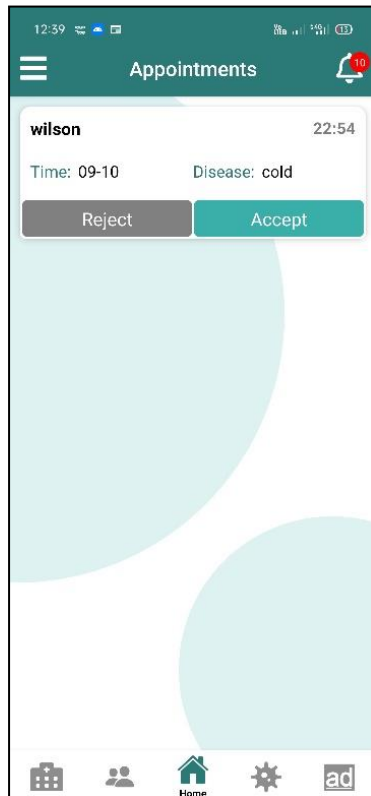 12:39
Appointments
10
wilson 22:54
Time: 09-10 Disease: cold
Reject Accept
Home
ad